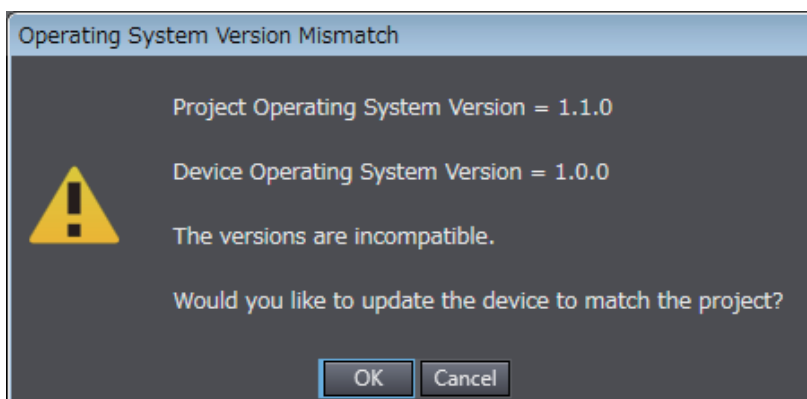 Operating System Version Mismatch
Project Operating System Version = 1.1.0
Device Operating System Version = 1.0.0
The versions are incompatible.
Would you like to update the device to match the project?
OK Cancel